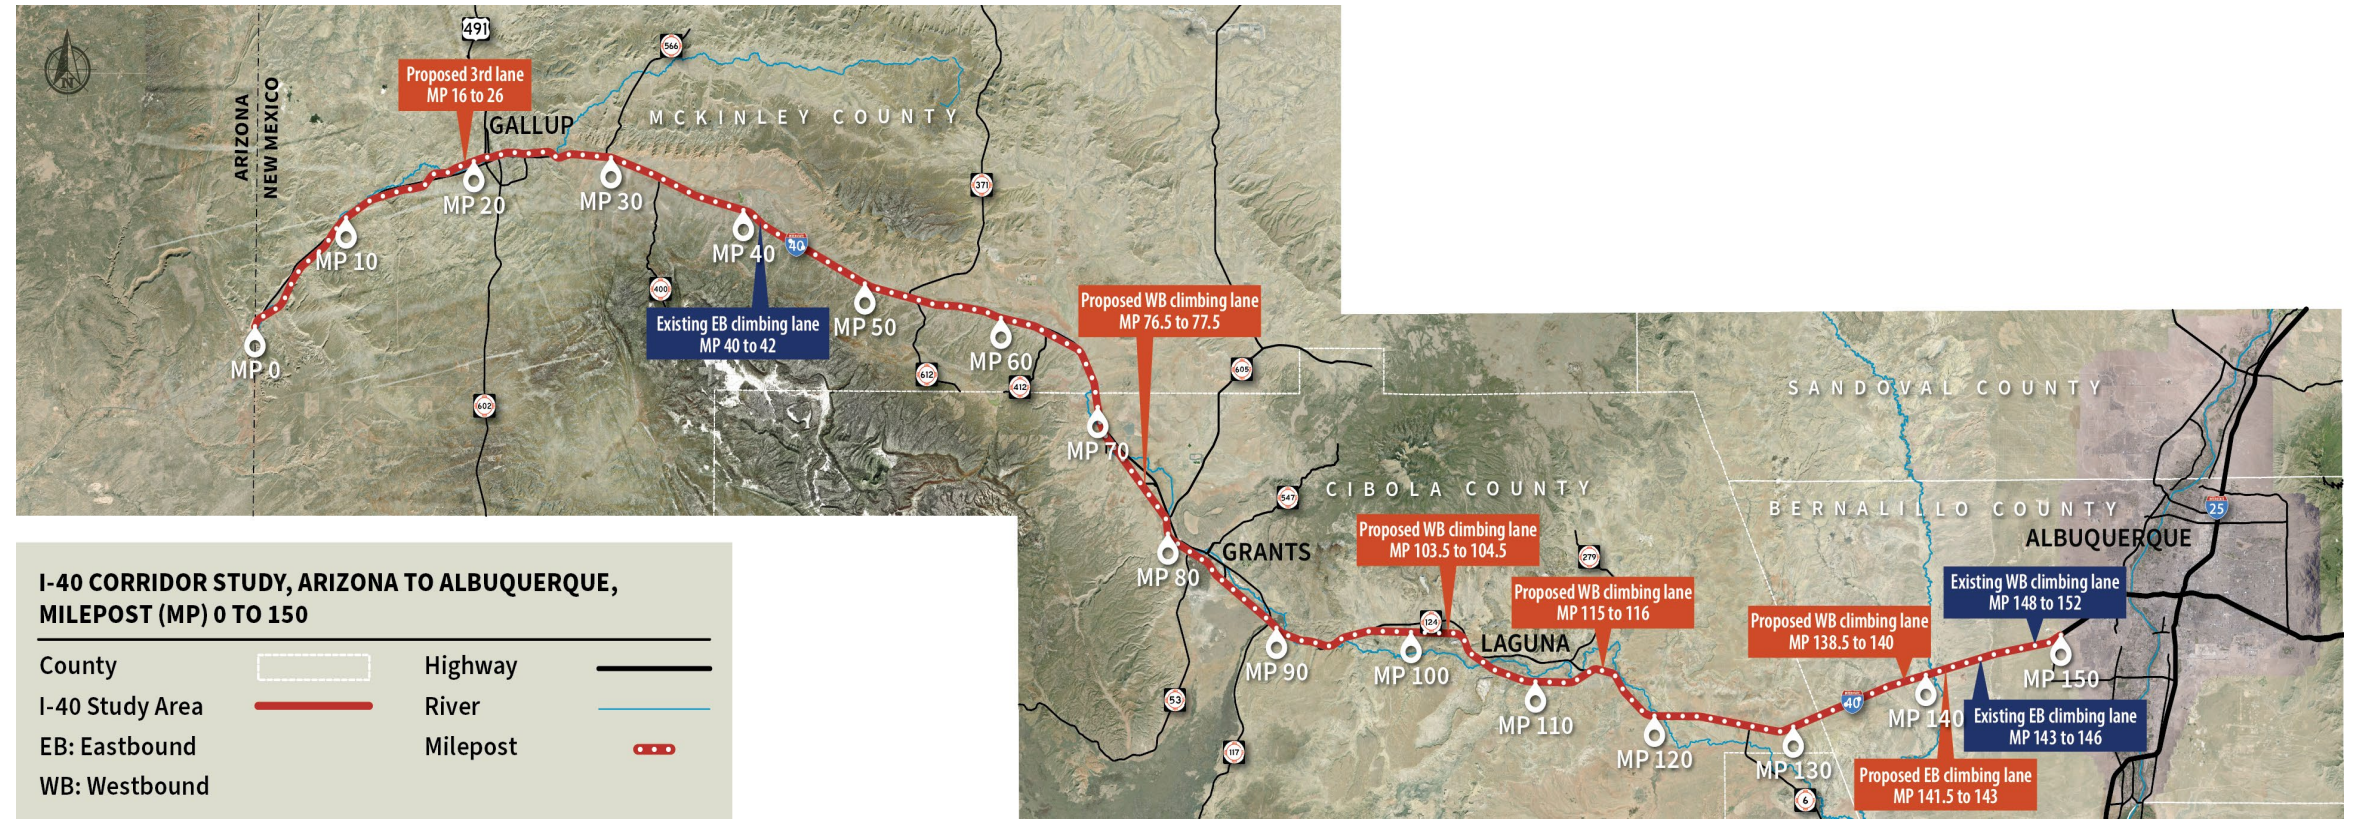 491
566
Proposed 3rd lane
MP 16 to 26
GALLUP
MCKINLEY COUNTY
ARIZONA
NEW MEXICO
N
371
MP 20
MP 30
MP 10
MP 40
40
400
Existing EB climbing lane
MP 40 to 42
MP 50
MP 0
MP 60
612
412
602
Proposed WB climbing lane
MP 76.5 to 77.5
605
MP 70
SANDOVAL COUNTY
CIBOLA COUNTY
547
BERNALILLO COUNTY
25
ALBUQUERQUE
GRANTS
MP 80
Proposed WB climbing lane
MP 103.5 to 104.5
279
Proposed WB climbing lane
MP 115 to 116
Existing WB climbing lane
MP 148 to 152
124
LAGUNA
Proposed WB climbing lane
MP 138.5 to 140
MP 90
MP 100
MP 110
MP 120
MP 130
40
MP 140
MP 150
53
117
6
Existing EB climbing lane
MP 143 to 146
Proposed EB climbing lane
MP 141.5 to 143
I-40 CORRIDOR STUDY, ARIZONA TO ALBUQUERQUE,
MILEPOST (MP) 0 TO 150
County
Highway
I-40 Study Area
River
EB: Eastbound
Milepost
WB: Westbound